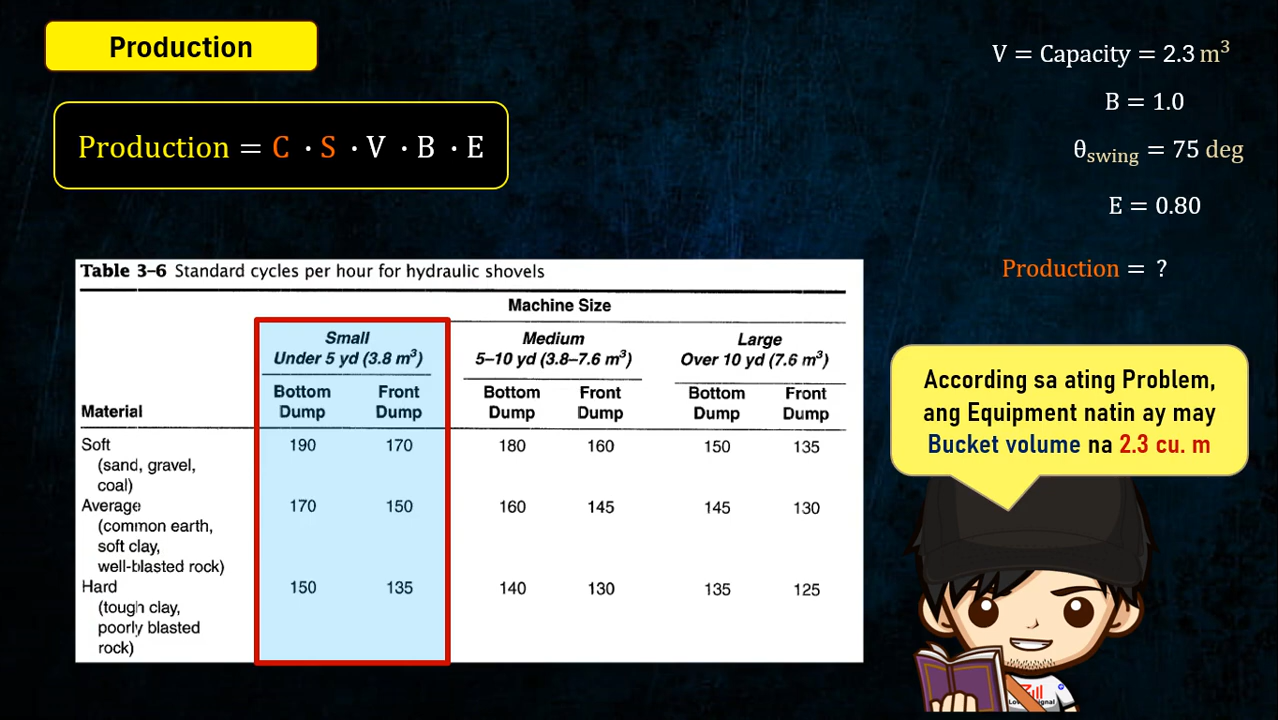 Production
Production = C · S · V · B · E
V = Capacity = 2.3 m³
B = 1.0
θswing = 75 deg
E = 0.80
Production = ?
Table 3–6 Standard cycles per hour for hydraulic shovels
Machine Size
Small Medium Large
Under 5 yd (3.8 m³) 5–10 yd (3.8–7.6 m³) Over 10 yd (7.6 m³)
Bottom Front Bottom Front Bottom Front
Material Dump Dump Dump Dump Dump Dump
Soft 190 170 180 160 150 135
(sand, gravel,
coal)
Average 170 150 160 145 145 130
(common earth,
soft clay,
well-blasted rock)
Hard 150 135 140 130 135 125
(tough clay,
poorly blasted
rock)
According sa ating Problem,
ang Equipment natin ay may
Bucket volume na 2.3 cu. m